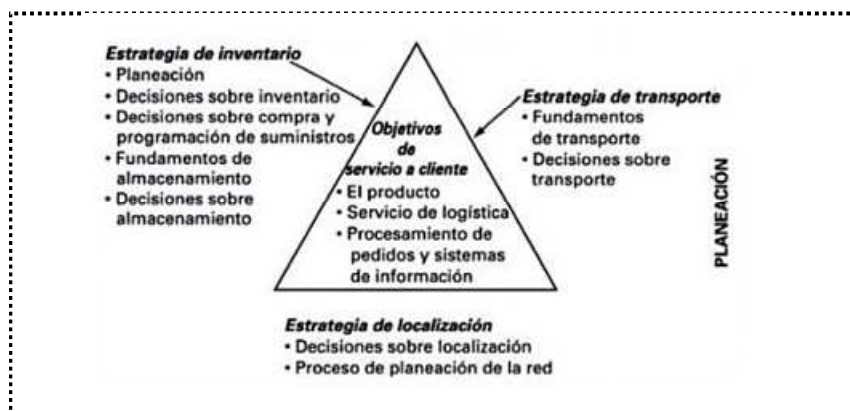 Estrategia de inventario
• Planeación
• Decisiones sobre inventario
• Decisiones sobre compra y
programación de suministros
• Fundamentos de
almacenamiento
• Decisiones sobre
almacenamiento
Objetivos
de
servicio a cliente
• El producto
• Servicio de logística
• Procesamiento de
pedidos y sistemas
de información
Estrategia de transporte
• Fundamentos
de transporte
• Decisiones sobre
transporte
PLANEACIÓN
Estrategia de localización
• Decisiones sobre localización
• Proceso de planeación de la red